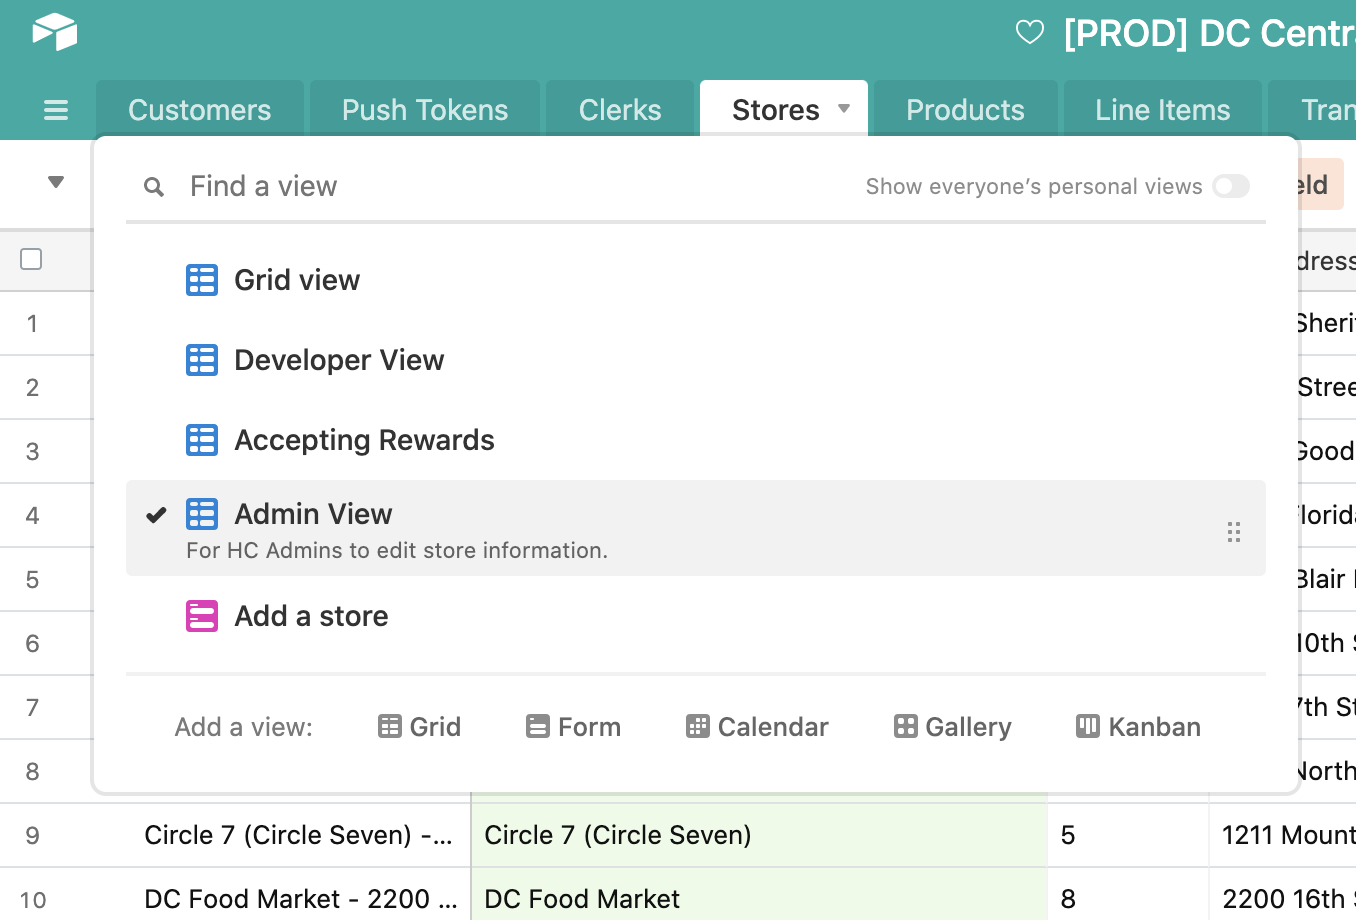 [PROD] DC Centr
Customers Push Tokens Clerks Stores Products Line Items Tran
Find a view Show everyone's personal views eld
dress
Grid view
1 Sheri
Developer View
2 Stree
Accepting Rewards
3 Good
Admin View
4 Florida
For HC Admins to edit store information.
5 Blair
Add a store
6 10th S
7 7th St
Add a view: Grid Form Calendar Gallery Kanban
8 North
9 Circle 7 (Circle Seven) -... Circle 7 (Circle Seven) 5 1211 Mount
10 DC Food Market - 2200 ... DC Food Market 8 2200 16th S